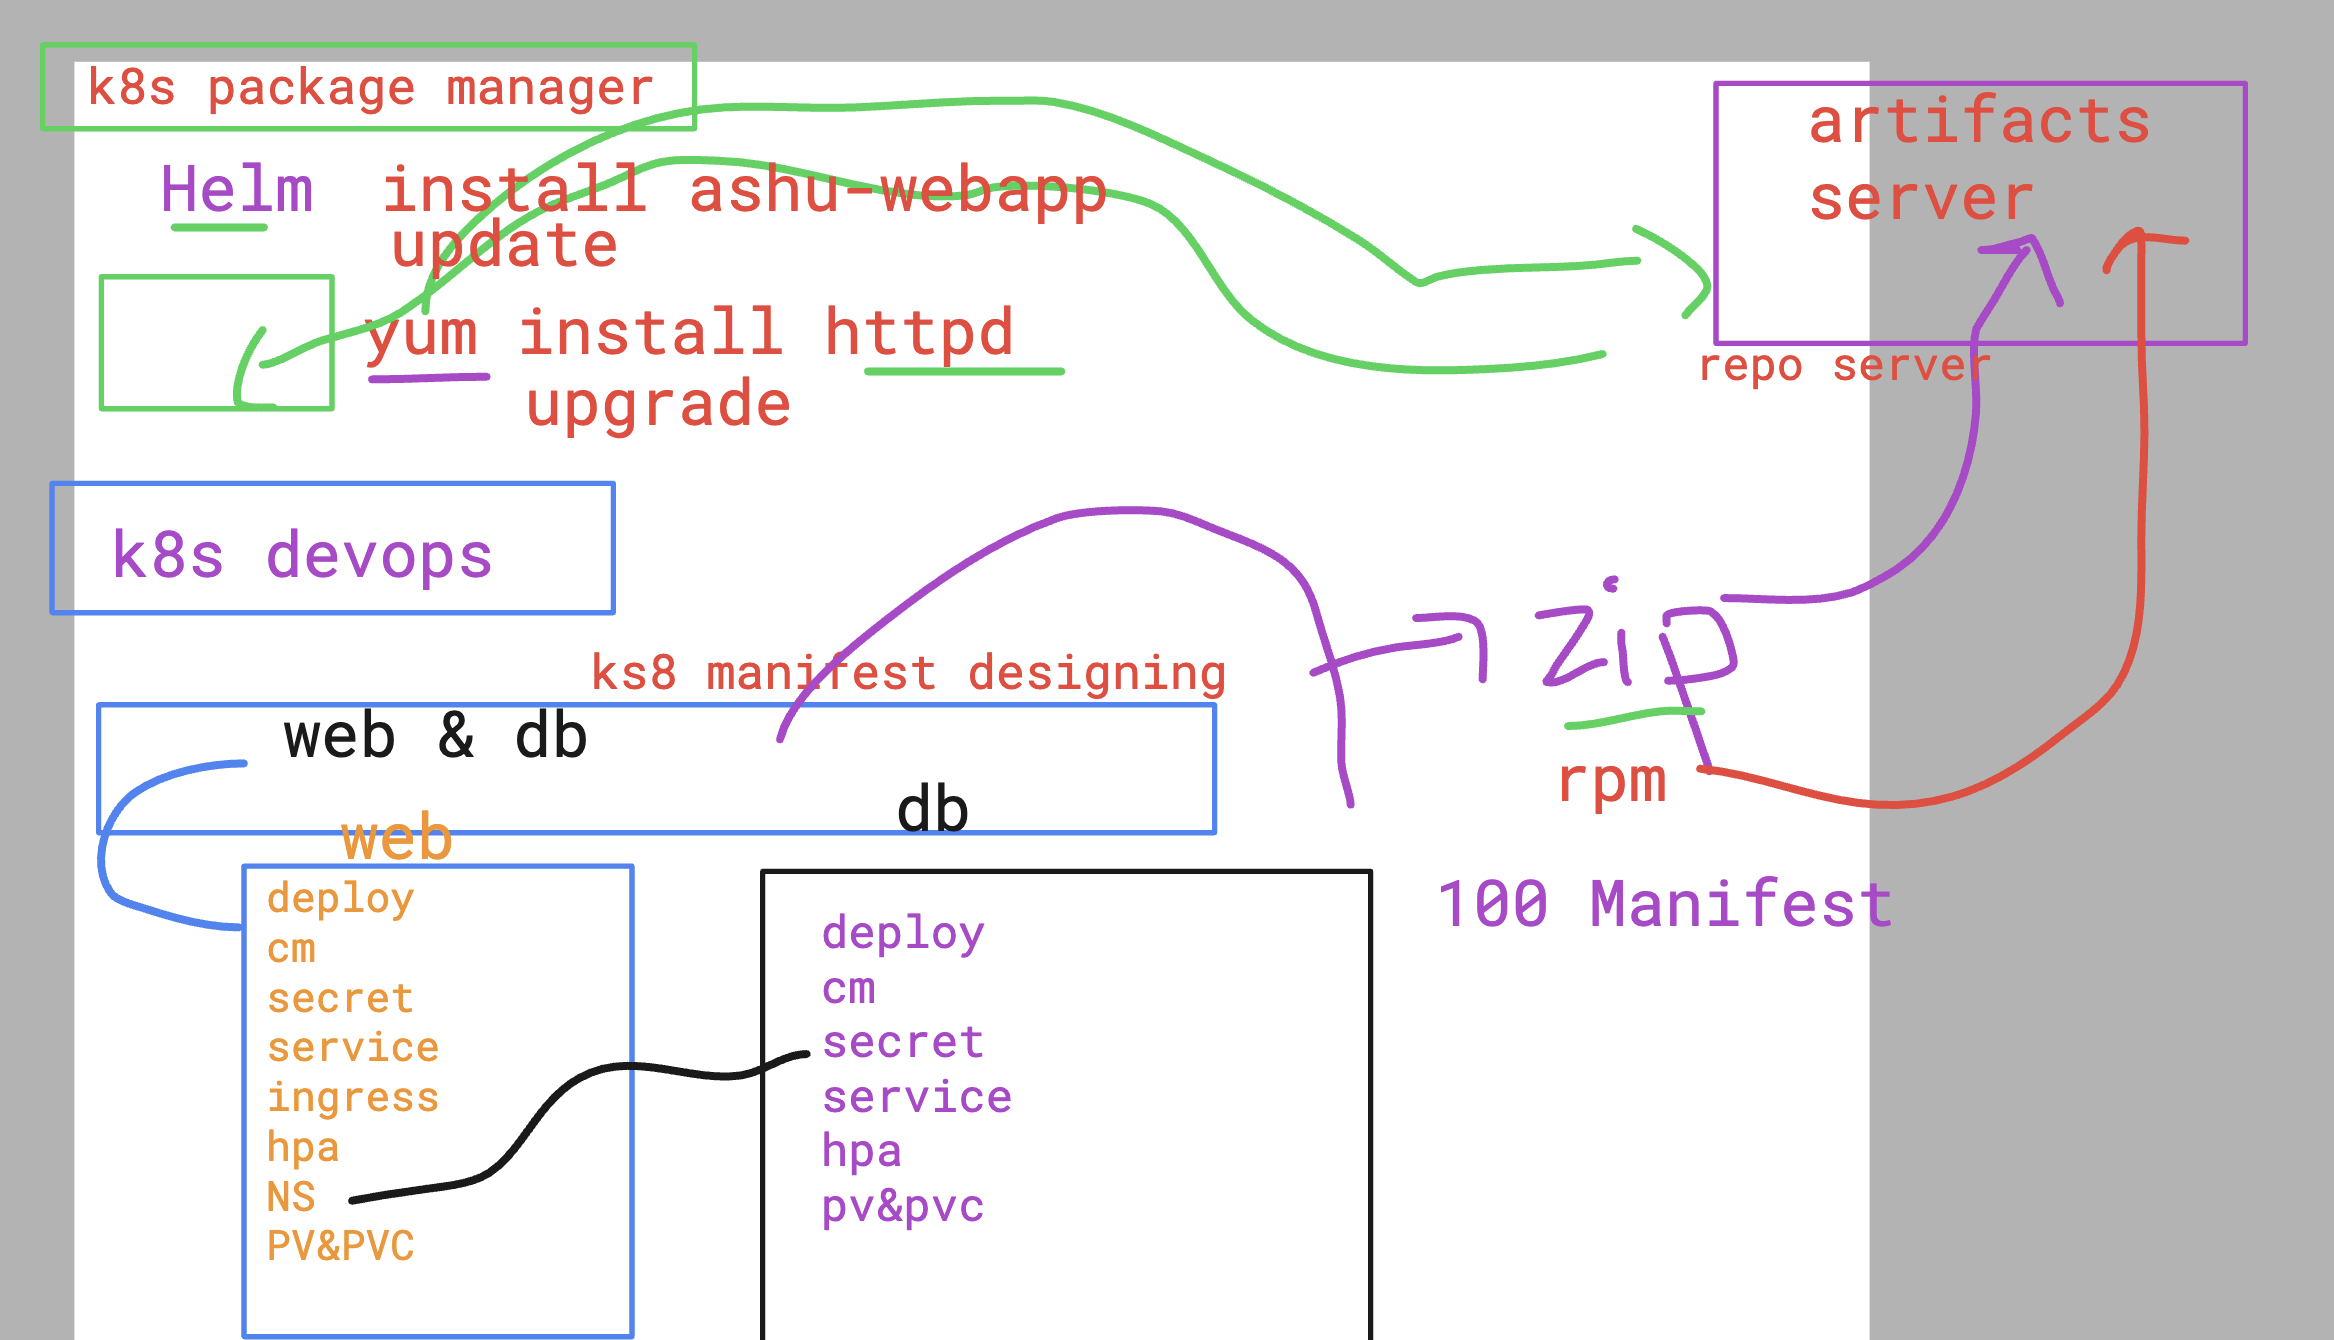 k8s package manager
Helm install ashu-webapp
update
yum install httpd
upgrade
artifacts
server
repo server
k8s devops
ks8 manifest designing
zip
rpm
100 Manifest
web & db
web
db
deploy
cm
secret
service
ingress
hpa
NS
PV&PVC
deploy
cm
secret
service
hpa
pv&pvc